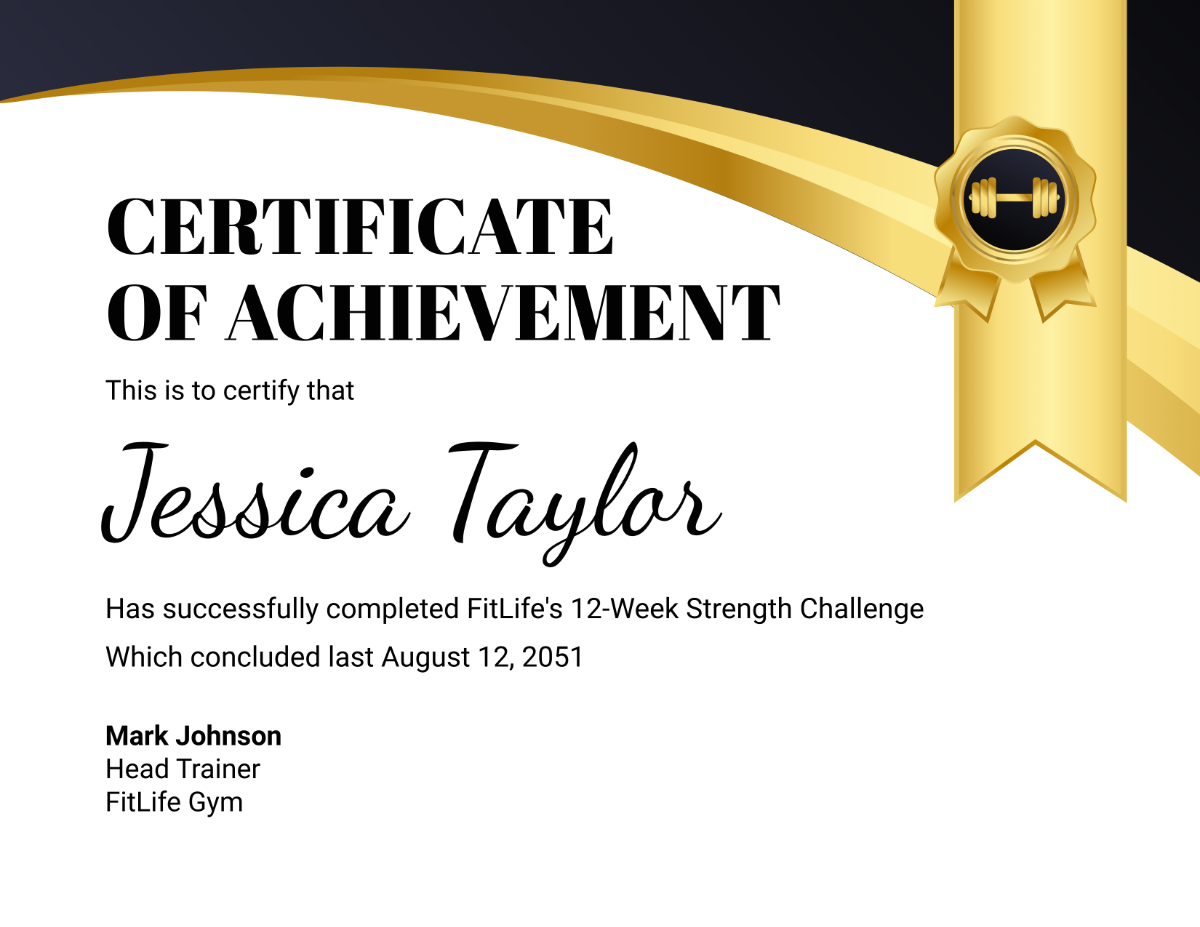 CERTIFICATE
OF ACHIEVEMENT
This is to certify that
Jessica Taylor
Has successfully completed FitLife's 12-Week Strength Challenge
Which concluded last August 12, 2051
Mark Johnson
Head Trainer
FitLife Gym